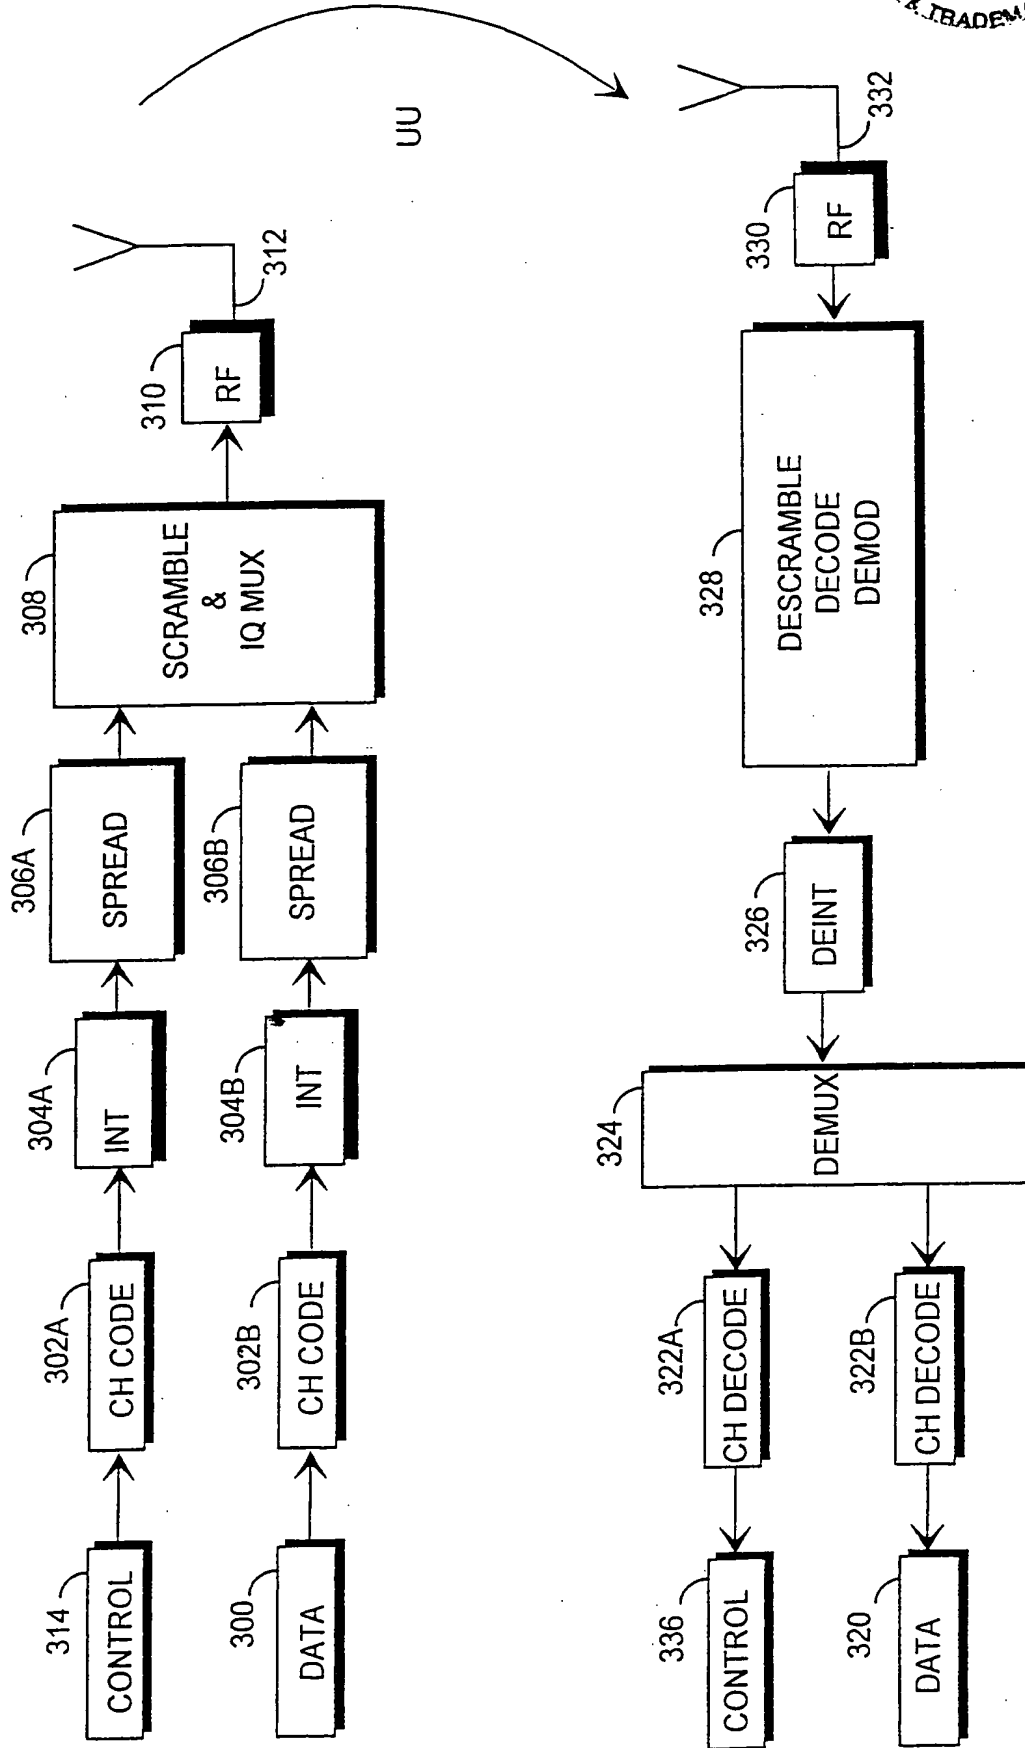 & TRADEM
314
CONTROL
302A
CH CODE
304A
INT
306A
SPREAD
308
SCRAMBLE
&
IQ MUX
310
RF
312
300
DATA
302B
CH CODE
304B
INT
306B
SPREAD
UU
336
CONTROL
322A
CH DECODE
324
DEMUX
326
DEINT
328
DESCRAMBLE
DECODE
DEMOD
330
RF
332
320
DATA
322B
CH DECODE